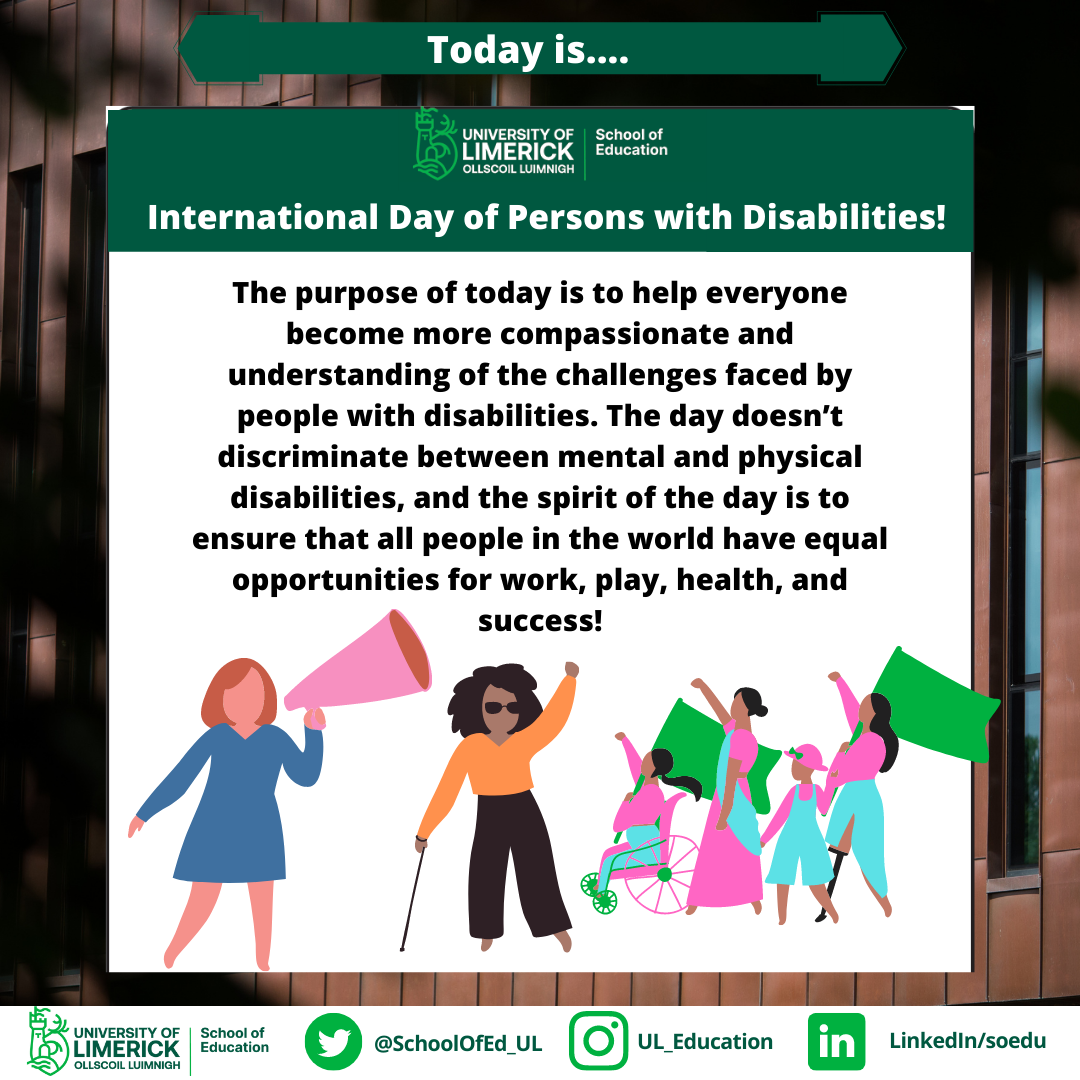 Today is....
UNIVERSITY OF
LIMERICK
OLLSCOIL LUIMNIGH
School of
Education
International Day of Persons with Disabilities!
The purpose of today is to help everyone
become more compassionate and
understanding of the challenges faced by
people with disabilities. The day doesn’t
discriminate between mental and physical
disabilities, and the spirit of the day is to
ensure that all people in the world have equal
opportunities for work, play, health, and
success!
UNIVERSITY OF
LIMERICK
OLLSCOIL LUIMNIGH
School of
Education
@SchoolOfEd_UL
UL_Education
in
LinkedIn/soedu